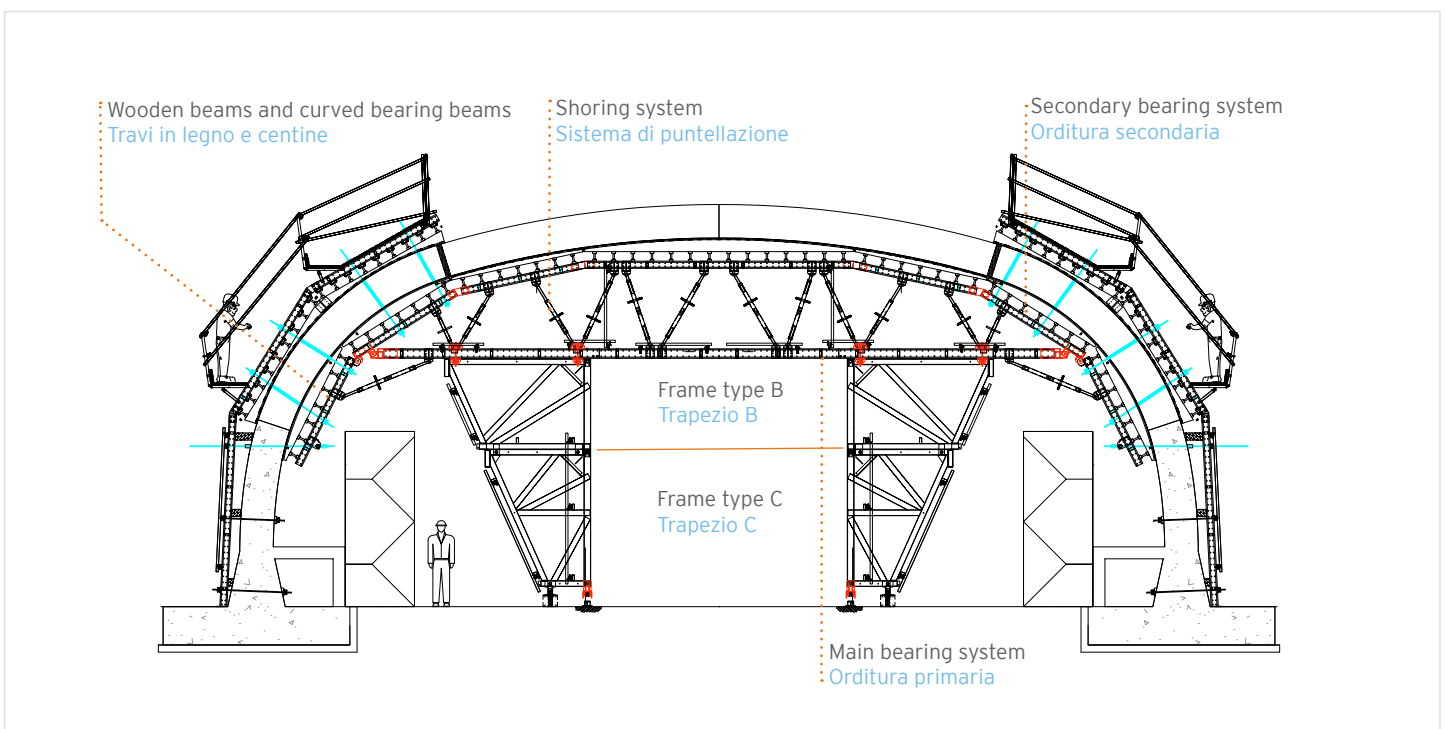 Wooden beams and curved bearing beams
Travi in legno e centine
Shoring system
Sistema di puntellazione
Secondary bearing system
Orditura secondaria
Frame type B
Trapezio B
Frame type C
Trapezio C
Main bearing system
Orditura primaria